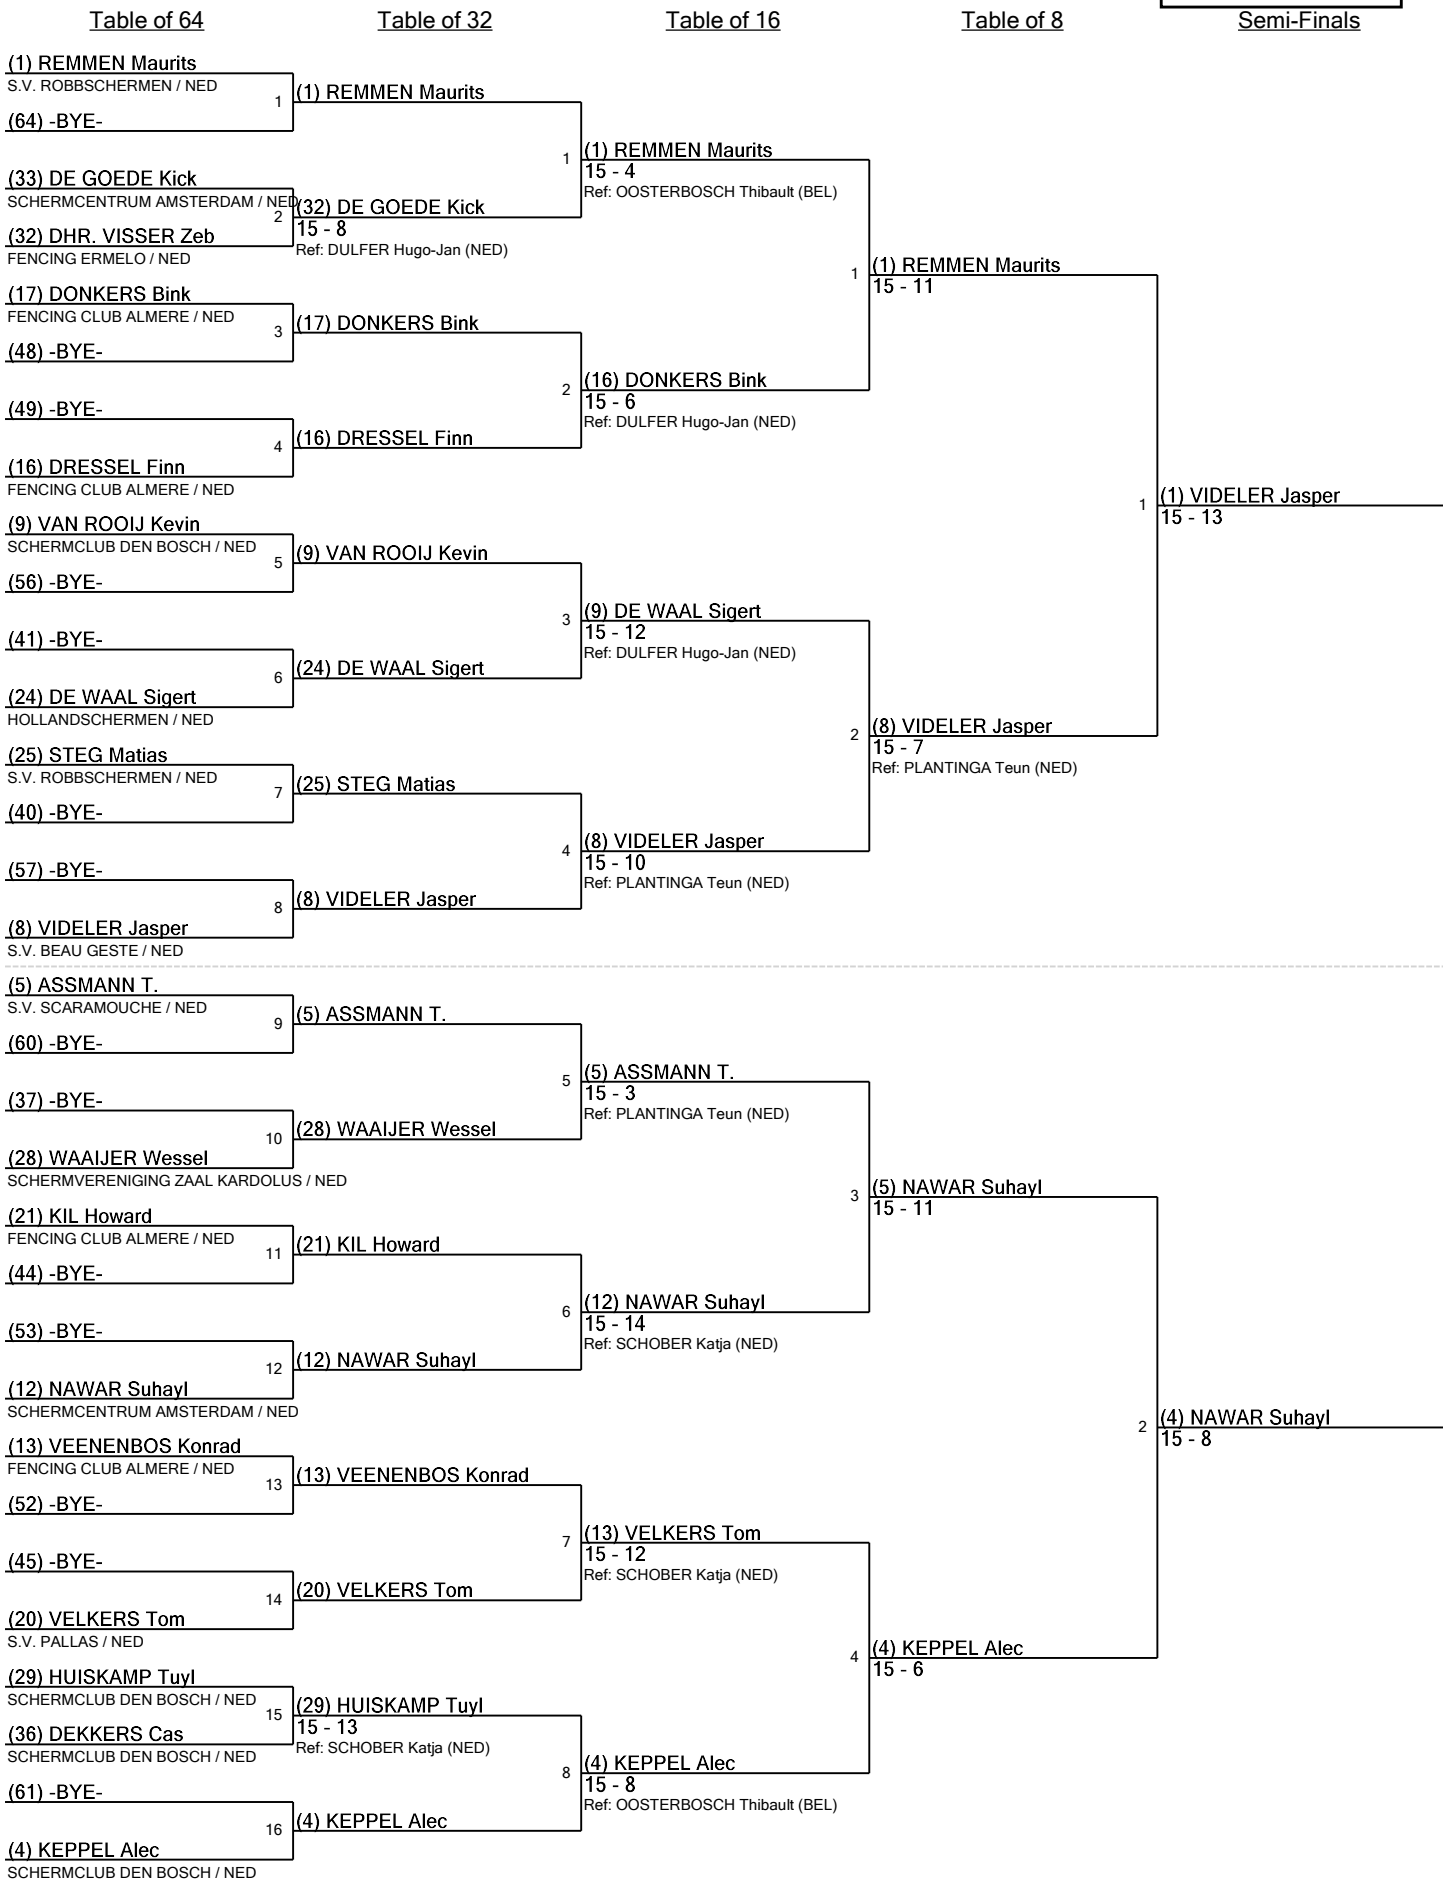 Table of 64
Table of 32
Table of 16
Table of 8
Semi-Finals
(1) REMMEN Maurits
S.V. ROBBSCHERMEN / NED
1
(64) -BYE-
(33) DE GOEDE Kick
SCHERMCENTRUM AMSTERDAM / NED
2
(32) DHR. VISSER Zeb
FENCING ERMELO / NED
(17) DONKERS Bink
FENCING CLUB ALMERE / NED
3
(48) -BYE-
(49) -BYE-
4
(16) DRESSEL Finn
FENCING CLUB ALMERE / NED
(9) VAN ROOIJ Kevin
SCHERMCLUB DEN BOSCH / NED
5
(56) -BYE-
(41) -BYE-
6
(24) DE WAAL Sigert
HOLLANDSCHERMEN / NED
(25) STEG Matias
S.V. ROBBSCHERMEN / NED
7
(40) -BYE-
(57) -BYE-
8
(8) VIDELER Jasper
S.V. BEAU GESTE / NED
(5) ASSMANN T.
S.V. SCARAMOUCHE / NED
9
(60) -BYE-
(37) -BYE-
10
(28) WAAIJER Wessel
SCHERMVERENIGING ZAAL KARDOLUS / NED
(21) KIL Howard
FENCING CLUB ALMERE / NED
11
(44) -BYE-
(53) -BYE-
12
(12) NAWAR Suhayl
SCHERMCENTRUM AMSTERDAM / NED
(13) VEENENBOS Konrad
FENCING CLUB ALMERE / NED
13
(52) -BYE-
(45) -BYE-
14
(20) VELKERS Tom
S.V. PALLAS / NED
(29) HUISKAMP Tuyl
SCHERMCLUB DEN BOSCH / NED
15
(36) DEKKERS Cas
SCHERMCLUB DEN BOSCH / NED
(61) -BYE-
16
(4) KEPPEL Alec
SCHERMCLUB DEN BOSCH / NED
(1) REMMEN Maurits
1
(32) DE GOEDE Kick
15 - 8
Ref: DULFER Hugo-Jan (NED)
(17) DONKERS Bink
2
(16) DRESSEL Finn
(9) VAN ROOIJ Kevin
3
(24) DE WAAL Sigert
(25) STEG Matias
4
(8) VIDELER Jasper
(5) ASSMANN T.
5
(28) WAAIJER Wessel
(21) KIL Howard
6
(12) NAWAR Suhayl
(13) VEENENBOS Konrad
7
(20) VELKERS Tom
(29) HUISKAMP Tuyl
15 - 13
Ref: SCHOBER Katja (NED)
8
(4) KEPPEL Alec
(1) REMMEN Maurits
15 - 4
Ref: OOSTERBOSCH Thibault (BEL)
1
(16) DONKERS Bink
15 - 6
Ref: DULFER Hugo-Jan (NED)
(9) DE WAAL Sigert
15 - 12
Ref: DULFER Hugo-Jan (NED)
2
(8) VIDELER Jasper
15 - 10
Ref: PLANTINGA Teun (NED)
(5) ASSMANN T.
15 - 3
Ref: PLANTINGA Teun (NED)
3
(12) NAWAR Suhayl
15 - 14
Ref: SCHOBER Katja (NED)
(13) VELKERS Tom
15 - 12
Ref: SCHOBER Katja (NED)
4
(4) KEPPEL Alec
15 - 8
Ref: OOSTERBOSCH Thibault (BEL)
(1) REMMEN Maurits
15 - 11
1
(8) VIDELER Jasper
15 - 7
Ref: PLANTINGA Teun (NED)
(5) NAWAR Suhayl
15 - 11
2
(4) KEPPEL Alec
15 - 6
(1) VIDELER Jasper
15 - 13
(4) NAWAR Suhayl
15 - 8